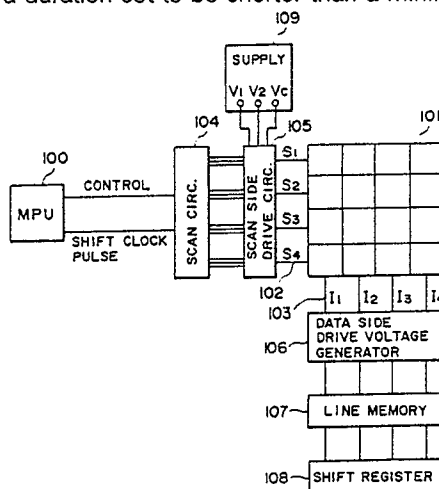 a duration set to be shorter than a
109
SUPPLY
V1 V2 Vc
104
105
101
100
MPU
CONTROL
SHIFT CLOCK
PULSE
SCAN CIRC.
SCAN SIDE
DRIVE CIRC.
S1
S2
S3
S4
102
103
I1 I2 I3
106
DATA SIDE
DRIVE VOLTAGE
GENERATOR
107
LINE MEMORY
108
SHIFT REGISTER